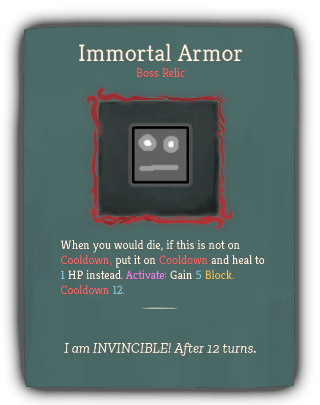 Immortal Armor
Boss Relic
When you would die, if this is not on
Cooldown, put it on Cooldown and heal to
1 HP instead. Activate: Gain 5 Block.
Cooldown 12.
I am INVINCIBLE! After 12 turns.